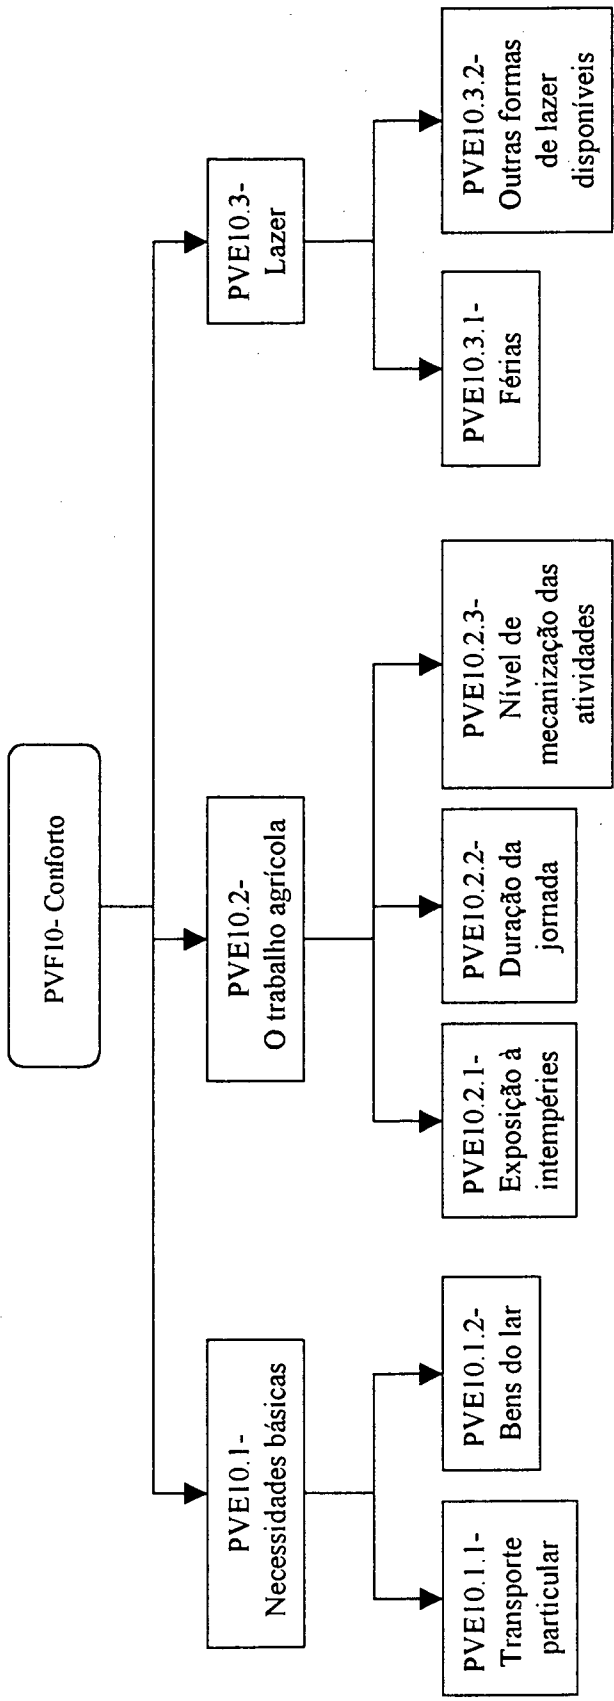 PVF10- Conforto
PVE10.1-
Necessidades básicas
PVE10.2-
O trabalho agrícola
PVE10.3-
Lazer
PVE10.1.1-
Transporte
particular
PVE10.1.2-
Bens do lar
PVE10.2.1-
Exposição à
intempéries
PVE10.2.2-
Duração da
jornada
PVE10.2.3-
Nível de
mecanização das
atividades
PVE10.3.1-
Férias
PVE10.3.2-
Outras formas
de lazer
disponíveis